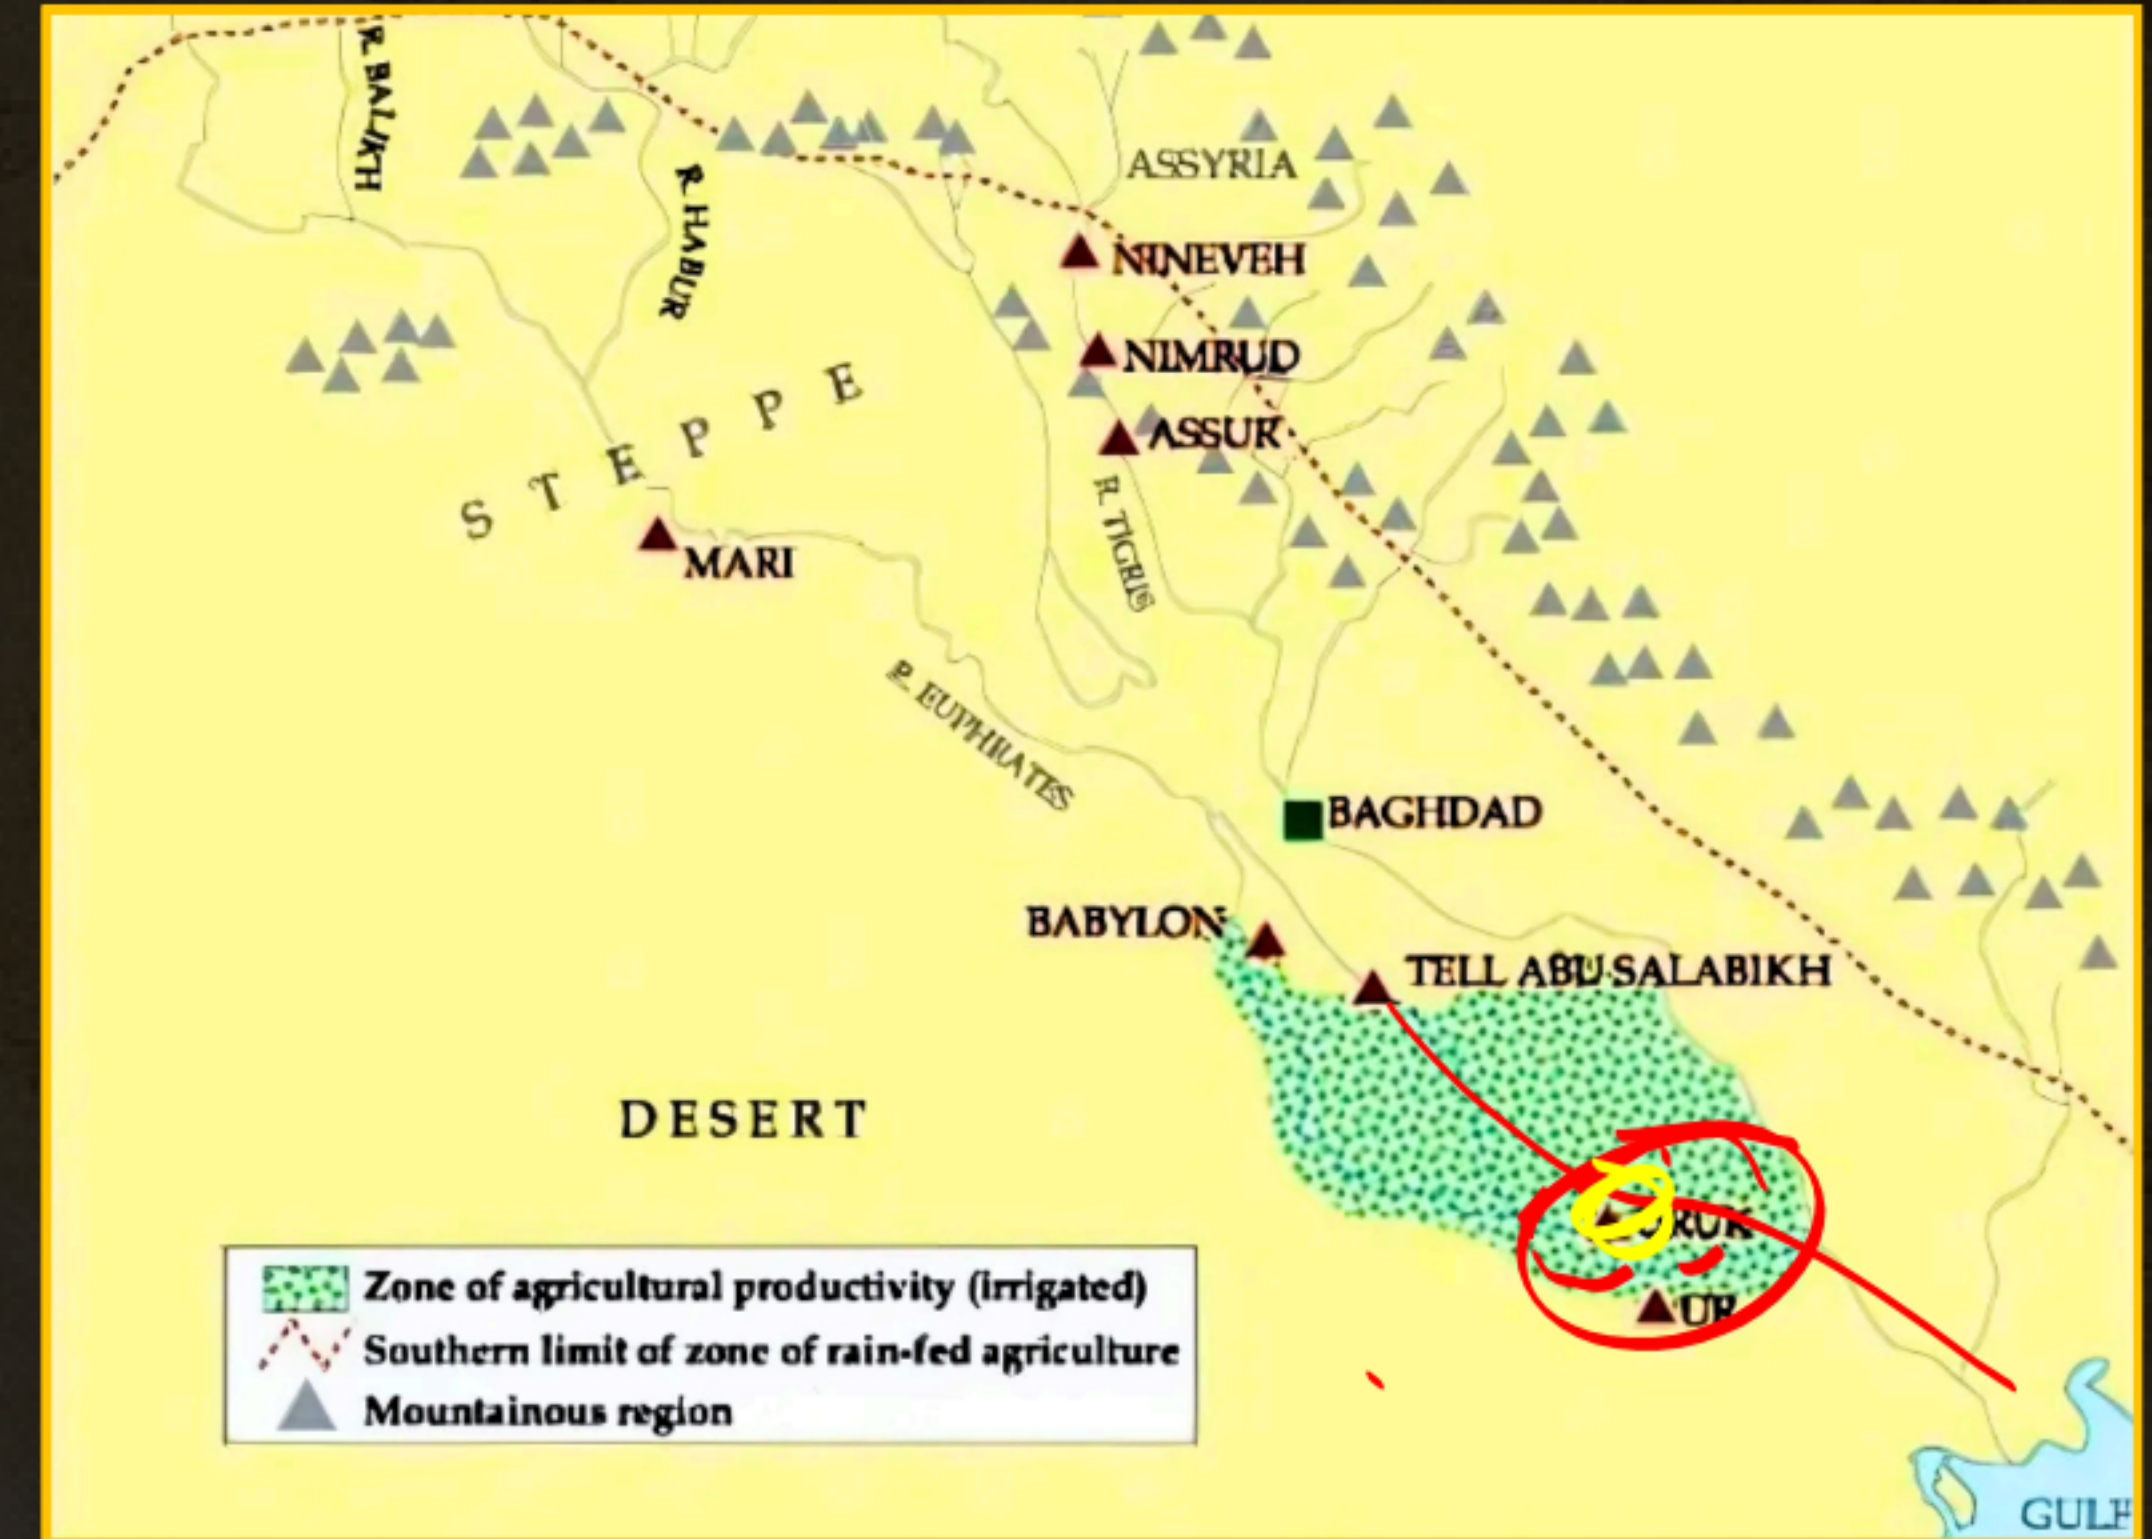 R. BALIKH
R. HABUR
ASSYRIA
NINEVEH
NIMRUD
ASSUR
R. TIGRIS
STEPPE
MARI
R. EUPHRATES
BAGHDAD
BABYLON
TELL ABU SALABIKH
DESERT
URUK
UR
Zone of agricultural productivity (irrigated)
Southern limit of zone of rain-fed agriculture
Mountainous region
GULF